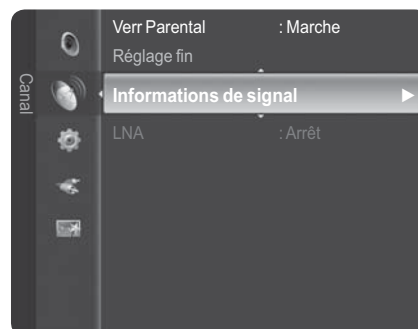 Canal
Verr Parental : Marche
Réglage fin
Informations de signal ►
LNA : Arrêt